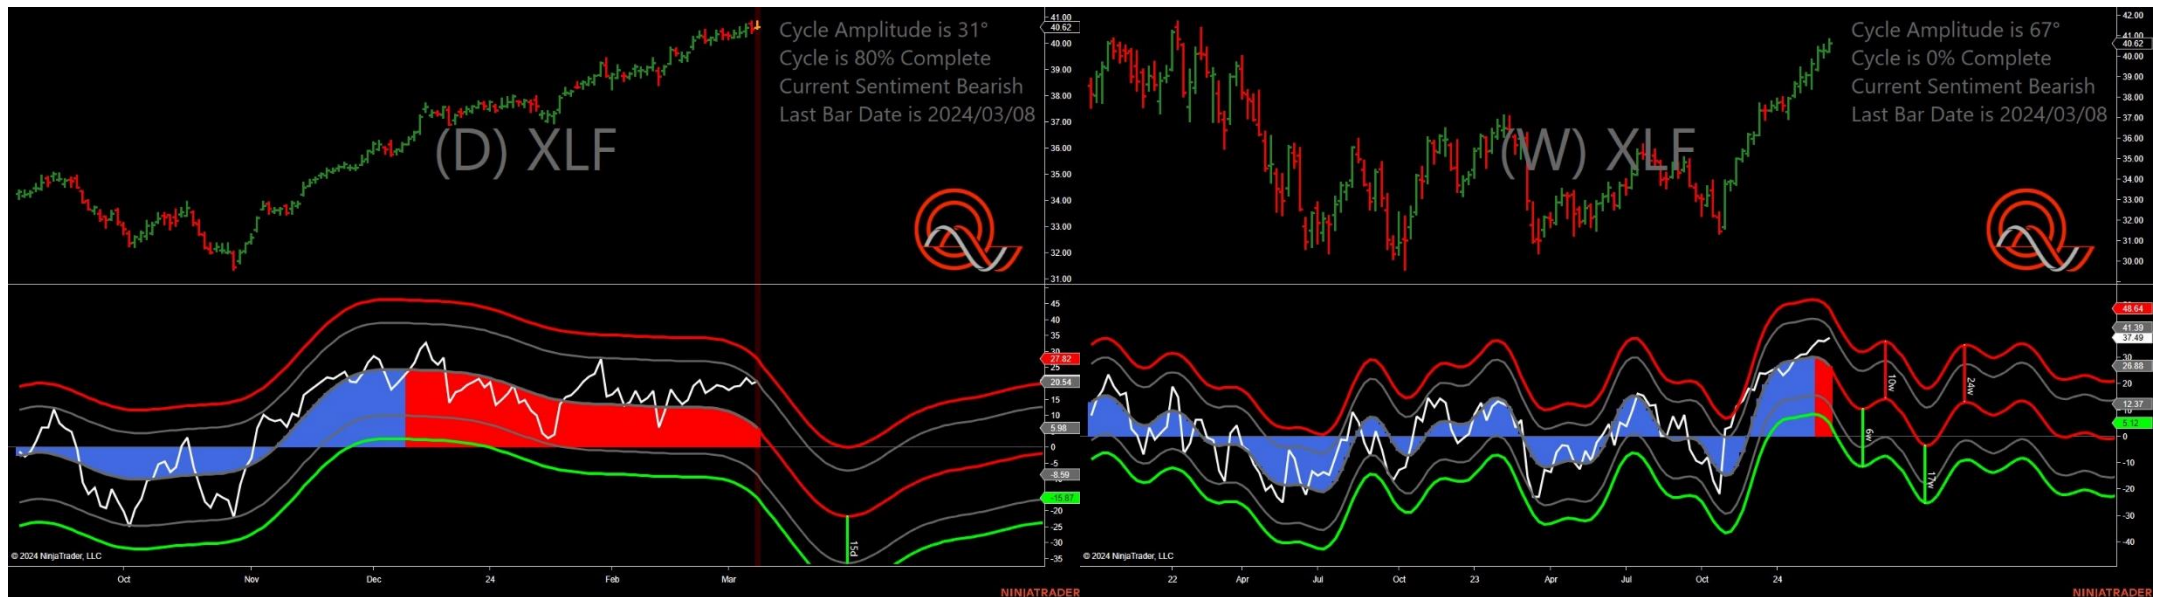 Cycle Amplitude is 31°
Cycle is 80% Complete
Current Sentiment Bearish
Last Bar Date is 2024/03/08
(D) XLF
41.00
40.62
40.00
39.00
38.00
37.00
36.00
35.00
34.00
33.00
32.00
31.00
45
40
35
30
27.82
25
20.54
15
10
5.98
0
-5
-8.59
-15.87
-20
-25
-30
-35
15d
© 2024 NinjaTrader, LLC
Oct
Nov
Dec
24
Feb
Mar
NINJATRADER
Cycle Amplitude is 67°
Cycle is 0% Complete
Current Sentiment Bearish
Last Bar Date is 2024/03/08
(W) XLF
42.00
41.00
40.62
40.00
39.00
38.00
37.00
36.00
35.00
34.00
33.00
32.00
31.00
30.00
48.64
41.39
37.49
30
26.88
20
12.37
5.12
0
-10
-20
-30
-40
6w
10w
17w
24w
© 2024 NinjaTrader, LLC
22
Apr
Jul
Oct
23
Apr
Jul
Oct
24
NINJATRADER